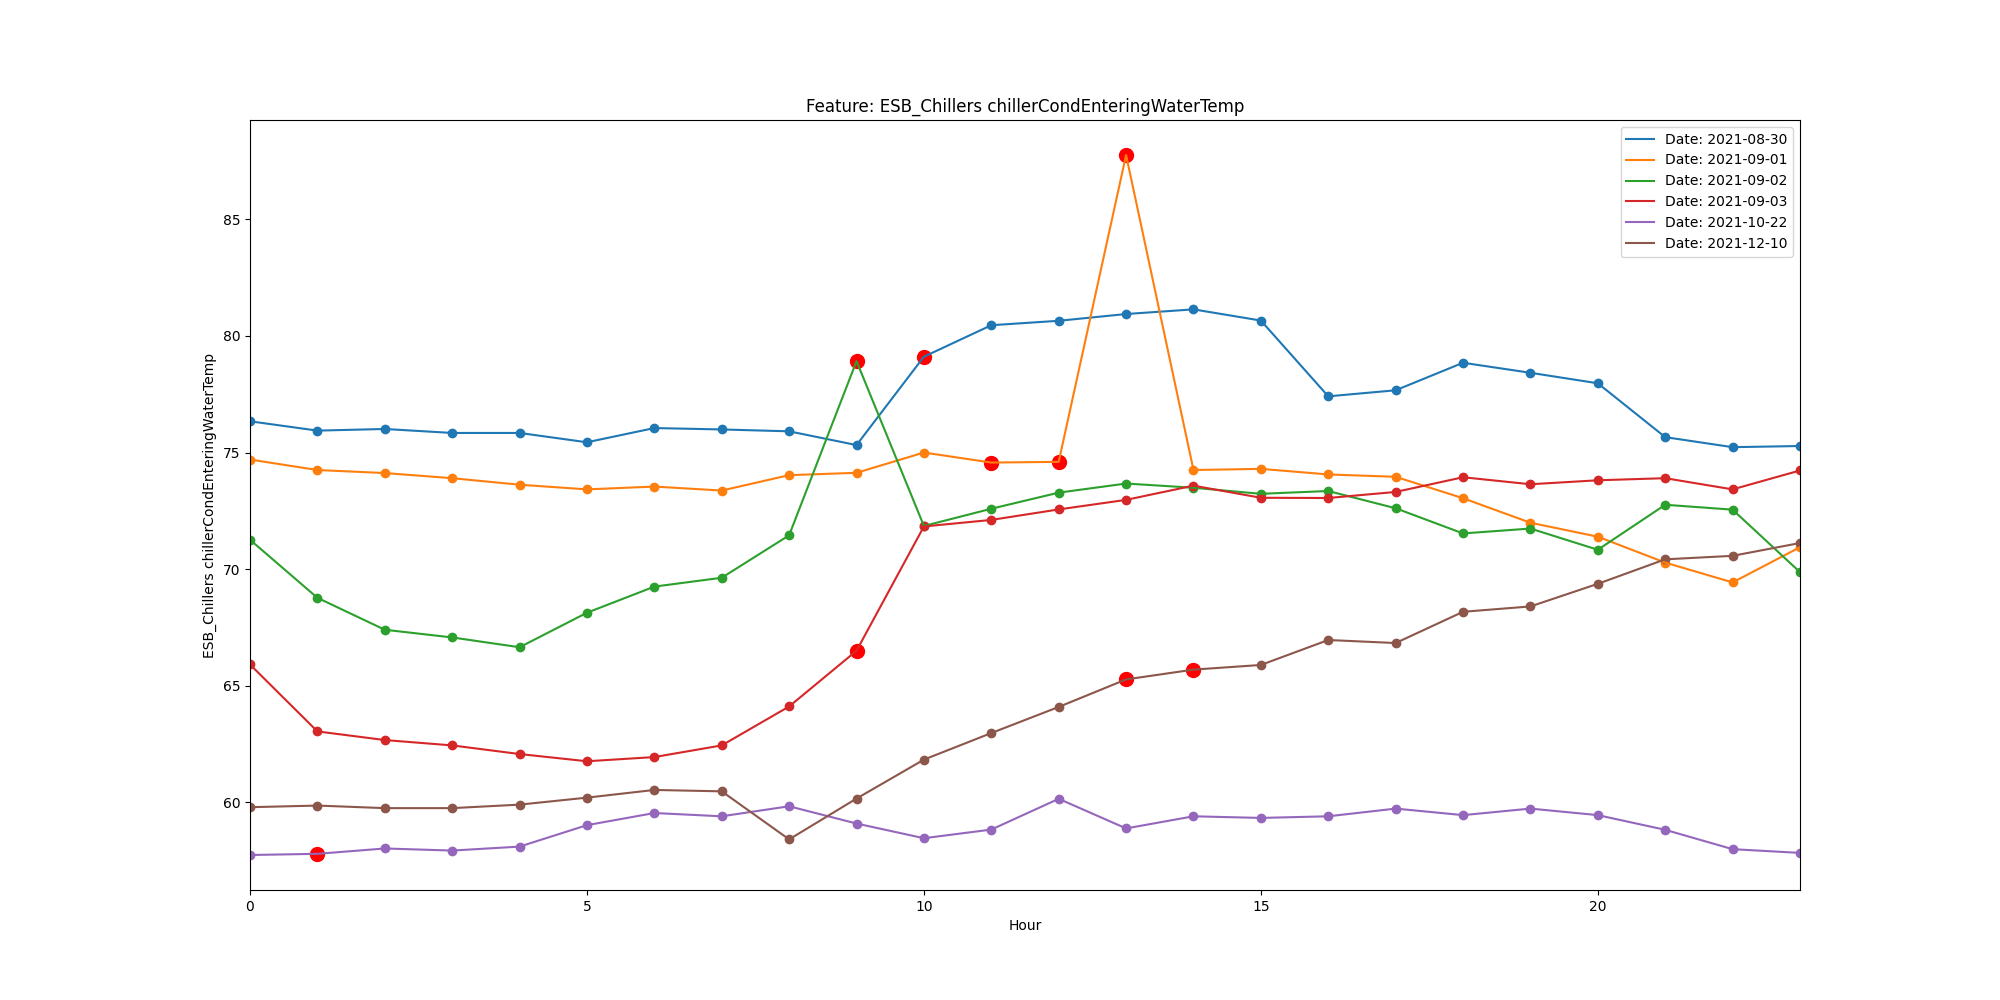 Feature: ESB_Chillers chillerCondEnteringWaterTemp
Date: 2021-08-30
Date: 2021-09-01
Date: 2021-09-02
Date: 2021-09-03
Date: 2021-10-22
Date: 2021-12-10
ESB_Chillers chillerCondEnteringWaterTemp
85
80
75
70
65
60
0 5 10 15 20
Hour